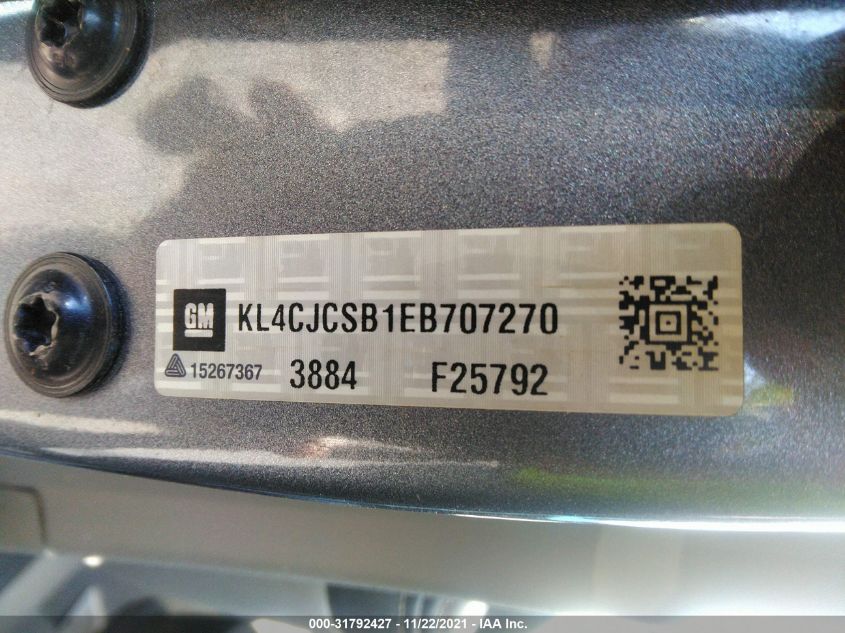 GM KL4CJCSB1EB707270
15267367 3884 F25792
000-31792427 - 11/22/2021 - IAA Inc.